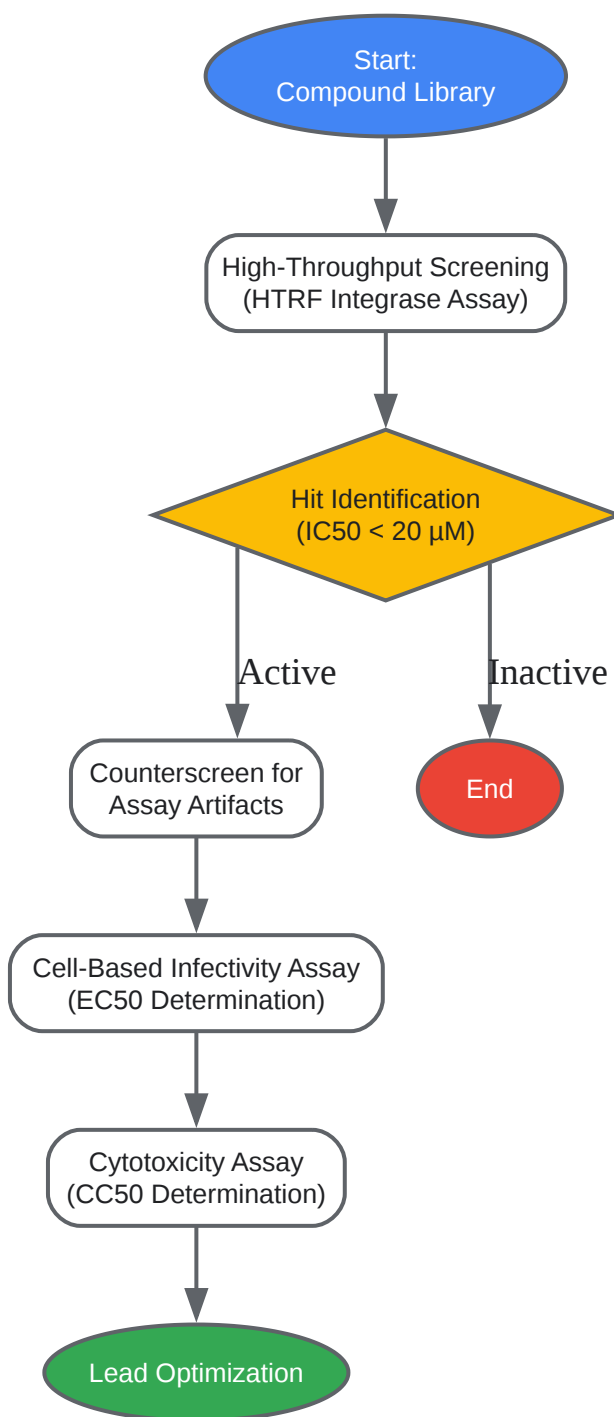 Start:
Compound Library
High-Throughput Screening
(HTRF Integrase Assay)
Hit Identification
(IC50 < 20 µM)
Active
Inactive
Counterscreen for
Assay Artifacts
End
Cell-Based Infectivity Assay
(EC50 Determination)
Cytotoxicity Assay
(CC50 Determination)
Lead Optimization